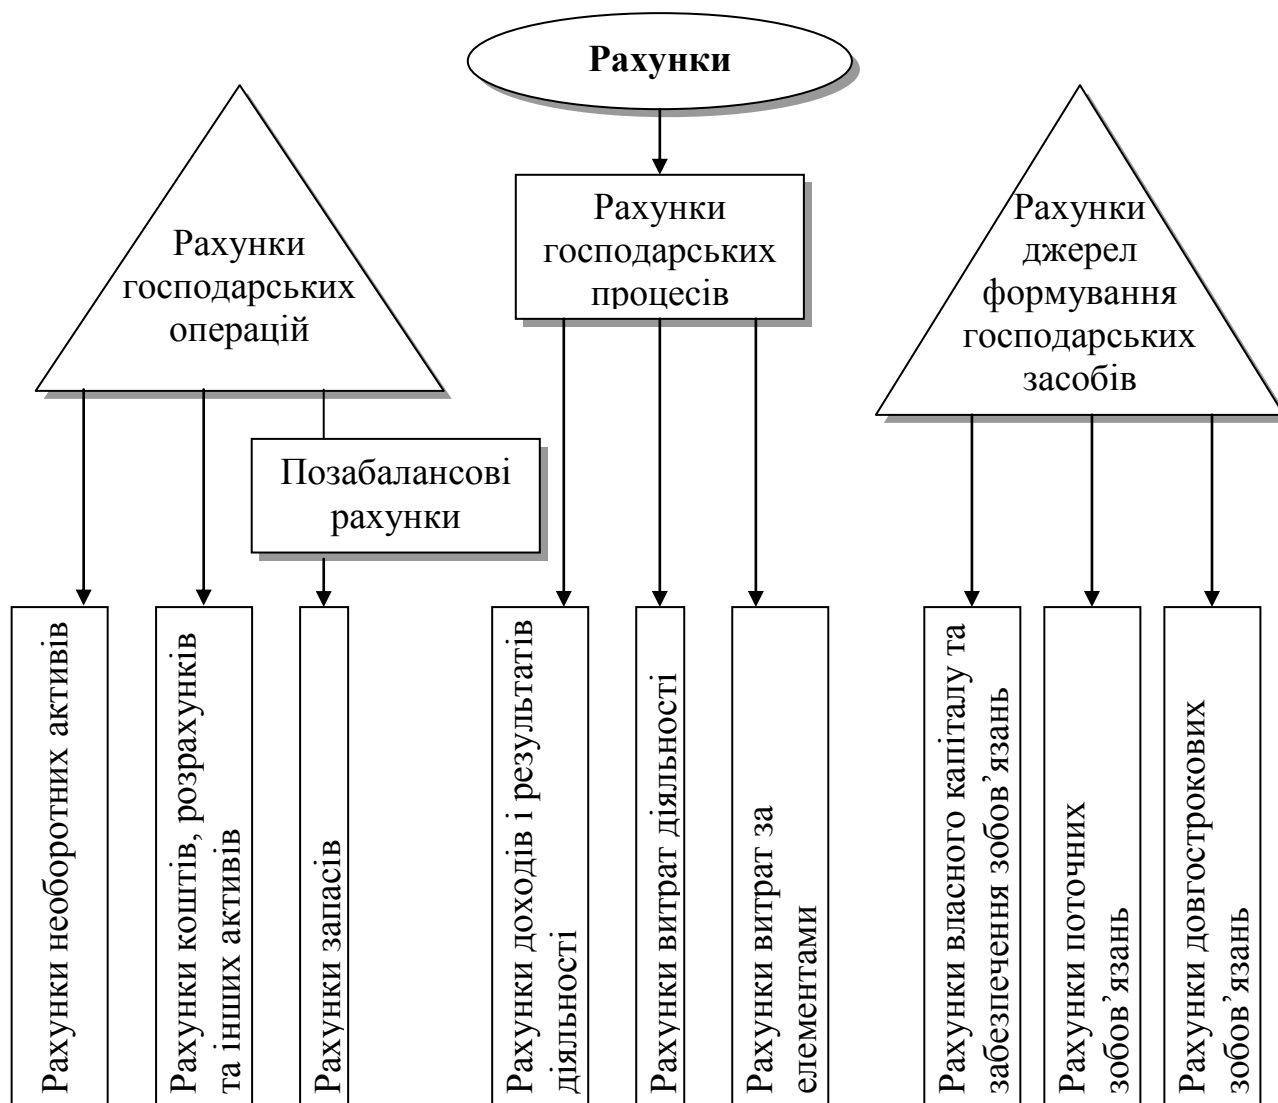 Рахунки
Рахунки
господарських
операцій
Рахунки
господарських
процесів
Рахунки
джерел
формування
господарських
засобів
Позабалансові
рахунки
Рахунки необоротних активів
Рахунки коштів, розрахунків
та інших активів
Рахунки запасів
Рахунки доходів і результатів
діяльності
Рахунки витрат діяльності
Рахунки витрат за
елементами
Рахунки власного капіталу та
забезпечення зобов’язань
Рахунки поточних
зобов’язань
Рахунки довгострокових
зобов’язань